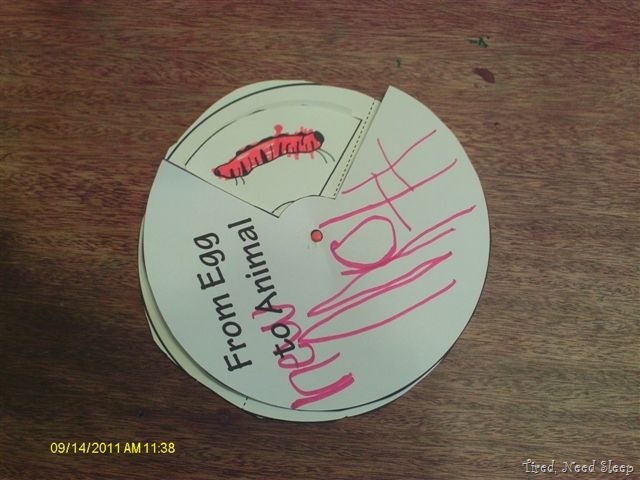 From Egg
to Animal
09/14/2011 AM 11:38
Tired, Need Sleep